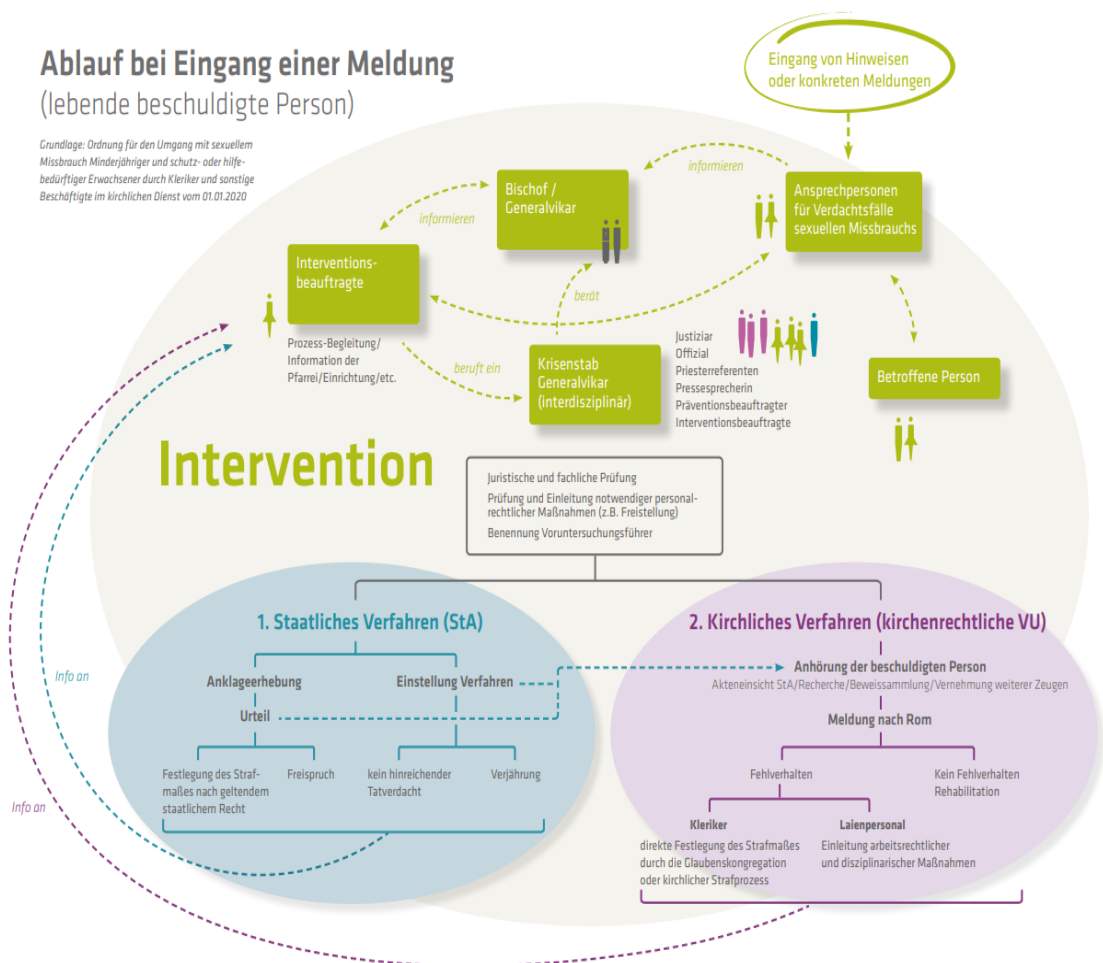 Ablauf bei Eingang einer Meldung
(lebende beschuldigte Person)
Grundlage: Ordnung für den Umgang mit sexuellem
Missbrauch Minderjähriger und schutz- oder hilfe-
bedürftiger Erwachsener durch Kleriker und sonstige
Beschäftigte im kirchlichen Dienst vom 01.01.2020
Eingang von Hinweisen
oder konkreten Meldungen
informieren
Bischof /
Generalvikar
Ansprechpersonen
für Verdachtsfälle
sexuellen Missbrauchs
informieren
Interventions-
beauftragte
Prozess-Begleitung/
Information der
Pfarrei/Einrichtung/etc.
berät
beruft ein
Krisenstab
Generalvikar
(interdisziplinär)
Justiziar
Offizial
Priesterreferenten
Pressesprecherin
Präventionsbeauftragter
Interventionsbeauftragte
Betroffene Person
Intervention
Juristische und fachliche Prüfung
Prüfung und Einleitung notwendiger personal-
rechtlicher Maßnahmen (z.B. Freistellung)
Benennung Voruntersuchungsführer
1. Staatliches Verfahren (StA)
Anklageerhebung
Einstellung Verfahren
Urteil
Festlegung des Straf-
maßes nach geltendem
staatlichem Recht
Freispruch
kein hinreichender
Tatverdacht
Verjährung
Info an
Info an
2. Kirchliches Verfahren (kirchenrechtliche VU)
Anhörung der beschuldigten Person
Akteneinsicht StA/Recherche/Beweissammlung/Vernehmung weiterer Zeugen
Meldung nach Rom
Fehlverhalten
Kein Fehlverhalten
Rehabilitation
Kleriker
direkte Festlegung des Strafmaßes
durch die Glaubenskongregation
oder kirchlicher Strafprozess
Laienpersonal
Einleitung arbeitsrechtlicher
und disziplinarischer Maßnahmen